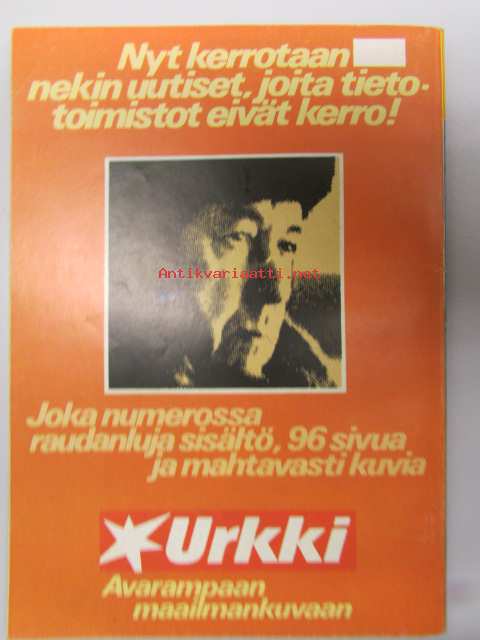 Nyt kerrotaan
nekin uutiset, joita tieto-
toimistot eivät kerro!
Antikvariaatti.net
Joka numerossa
raudanluja sisältö, 96 sivua
ja mahtavasti kuvia
Urkki
Avarampaan
maailmankuvaan